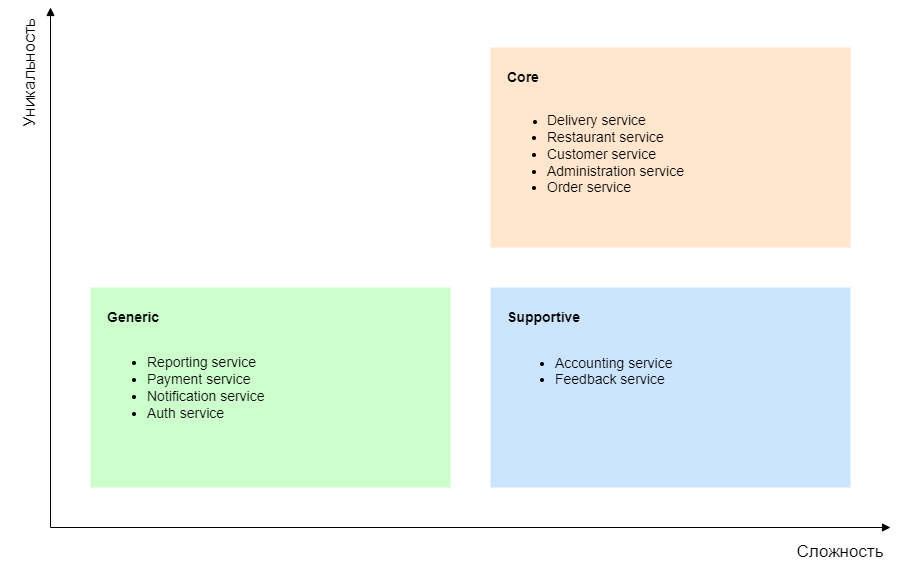 Уникальность
Core
Delivery service
Restaurant service
Customer service
Administration service
Order service
Generic
Reporting service
Payment service
Notification service
Auth service
Supportive
Accounting service
Feedback service
Сложность